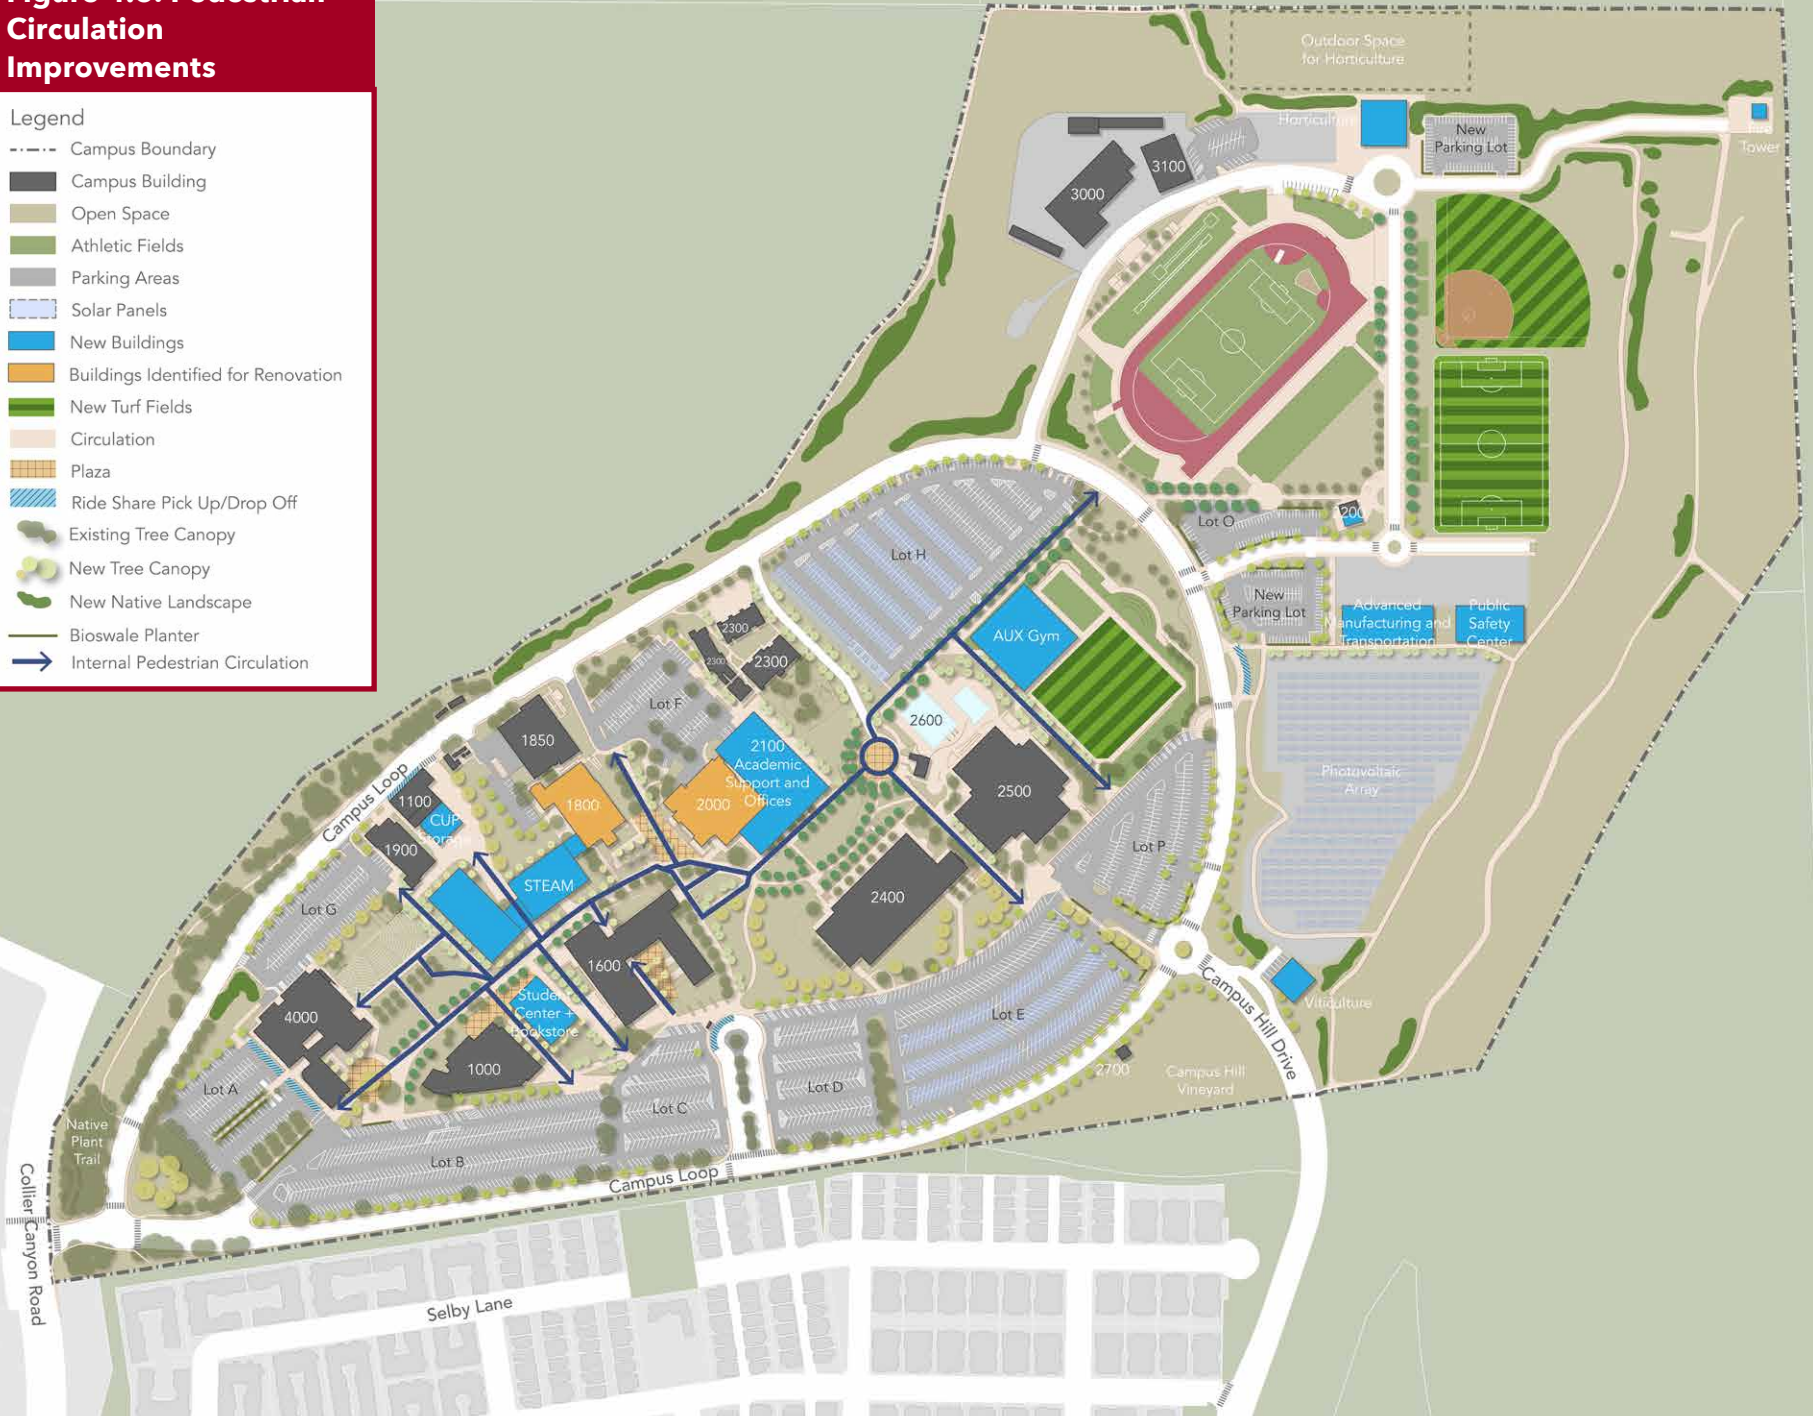 Circulation
Improvements
Legend
Campus Boundary
Campus Building
Open Space
Athletic Fields
Parking Areas
Solar Panels
New Buildings
Buildings Identified for Renovation
New Turf Fields
Circulation
Plaza
Ride Share Pick Up/Drop Off
Existing Tree Canopy
New Tree Canopy
New Native Landscape
Bioswale Planter
Internal Pedestrian Circulation
Outdoor Space
for Horticulture
Horticulture
New
Parking Lot
Tower
3100
3000
Lot O
Lot H
New
Parking Lot
Advanced
Manufacturing and
Transportation
Public
Safety
Center
AUX Gym
2300
2300
2300
Lot F
2600
1850
2100
Academic
Support and
Offices
2000
1800
2500
Photovoltaic
Array
Campus Loop
1100
CUP
Storage
1900
Lot P
STEAM
2400
Lot G
1600
Student
Center +
Bookstore
4000
1000
Lot E
Campus Hill Drive
Viticulture
2700
Campus Hill
Vineyard
Lot A
Lot D
Lot C
Lot B
Native
Plant
Trail
Campus Loop
Collier Canyon Road
Selby Lane